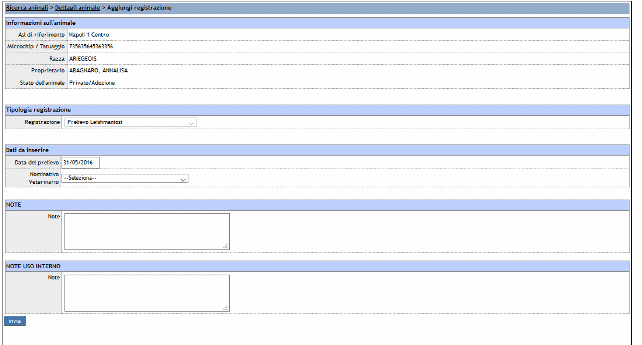 Ricerca animali > Dettagli animale > Aggiungi registrazione
Informazioni sull'animale
Asl di riferimento Napoli 1 Centro
Microchip / Tatuaggio 735635645363356
Razza ARIEGEOIS
Proprietario ARAGNARO, ANNALISA
Stato dell'animale Privato/Adozione
Tipologia registrazione
Registrazione Prelievo Leishmaniosi
Dati da inserire
Data del prelievo 31/05/2016
Nominativo
Veterinario --Seleziona--
NOTE
Note
NOTE USO INTERNO
Note
Invia